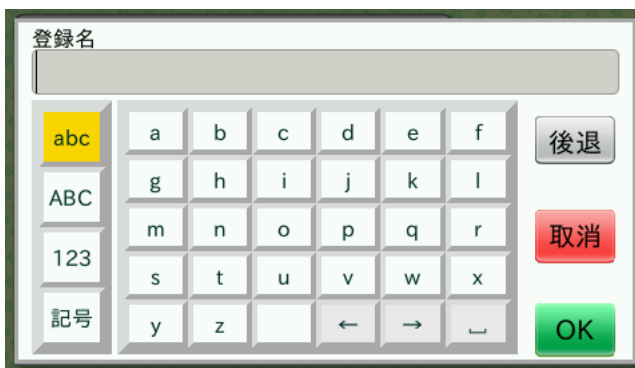 登録名
abc a b c d e f 後退
ABC g h i j k l
m n o p q r 取消
123 s t u v w x
記号 y z ← → ⎵ OK